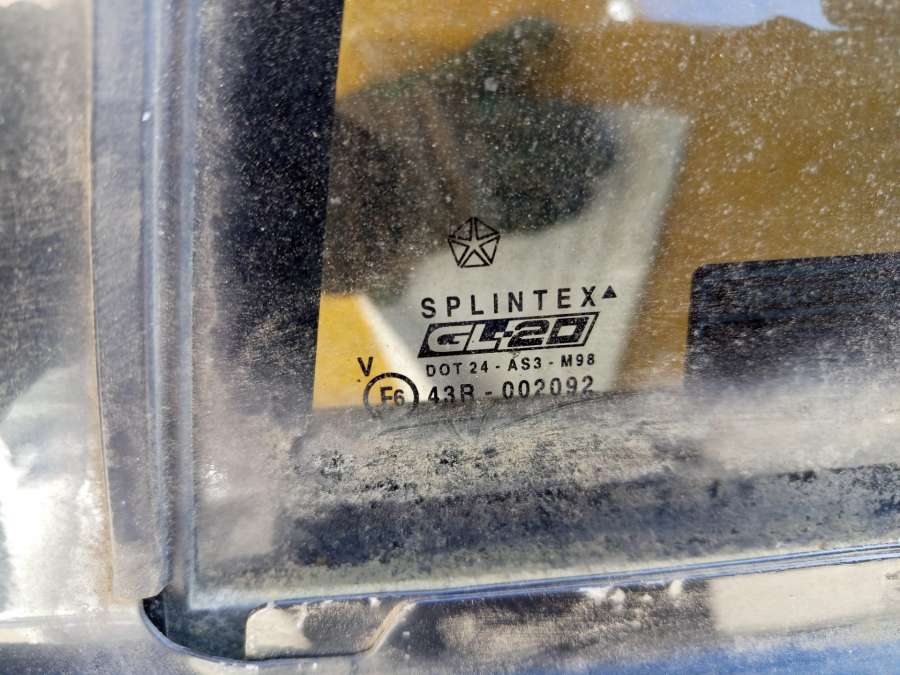 SPLINTEX
GL-20
V
DOT 24 - AS3 - M98
E6 43R - 002092